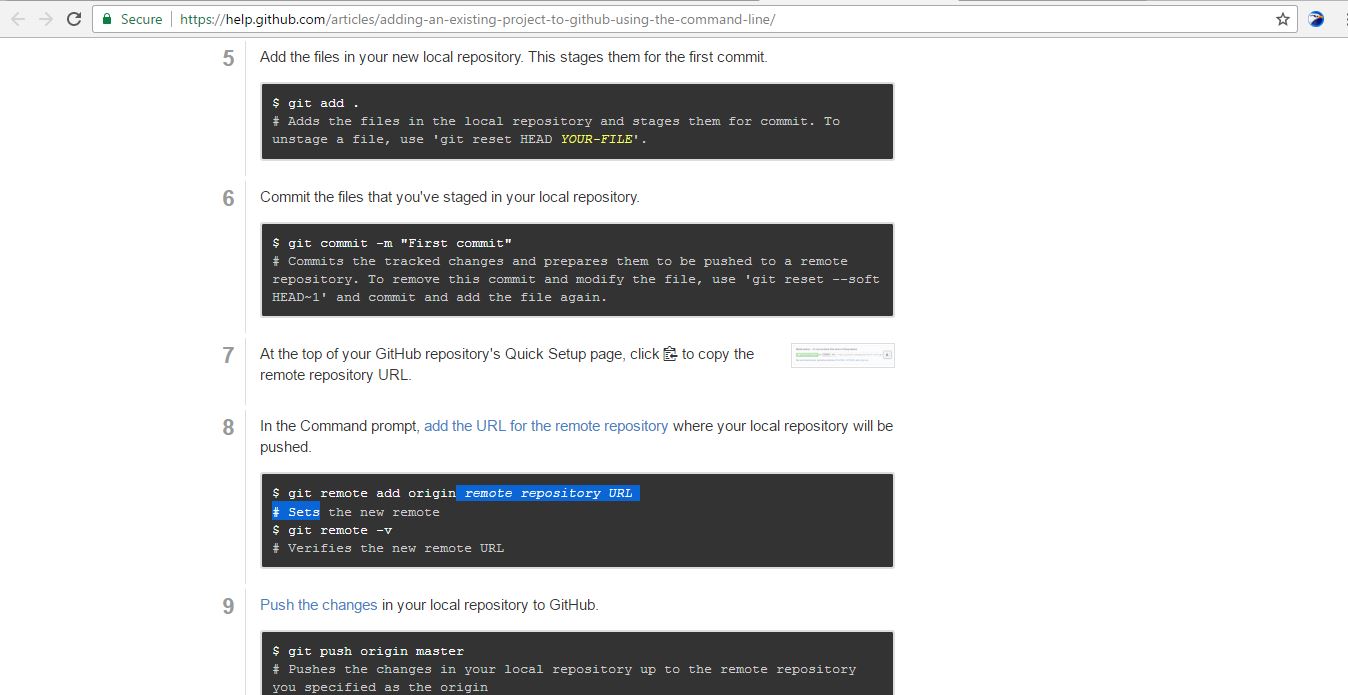 Secure https://help.github.com/articles/adding-an-existing-project-to-github-using-the-command-line/
5 Add the files in your new local repository. This stages them for the first commit.
$ git add .
# Adds the files in the local repository and stages them for commit. To
unstage a file, use 'git reset HEAD YOUR-FILE'.
6 Commit the files that you've staged in your local repository.
$ git commit -m "First commit"
# Commits the tracked changes and prepares them to be pushed to a remote
repository. To remove this commit and modify the file, use 'git reset --soft
HEAD~1' and commit and add the file again.
7 At the top of your GitHub repository's Quick Setup page, click to copy the
remote repository URL.
8 In the Command prompt, add the URL for the remote repository where your local repository will be
pushed.
$ git remote add origin remote repository URL
# Sets the new remote
$ git remote -v
# Verifies the new remote URL
9 Push the changes in your local repository to GitHub.
$ git push origin master
# Pushes the changes in your local repository up to the remote repository
you specified as the origin